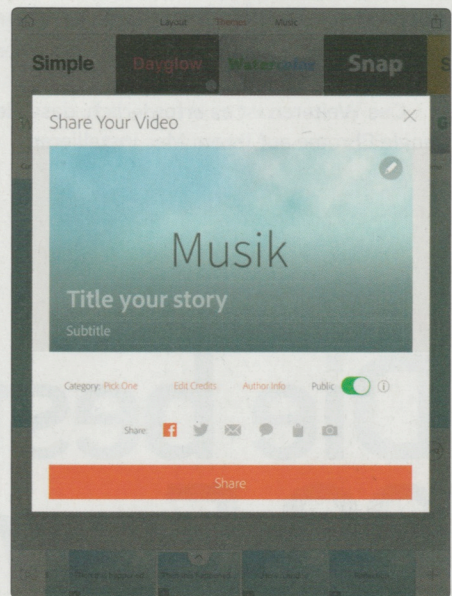 Layout Themes Music
Simple Dayglow Watercolor Snap S
Share Your Video
Musik
Title your story
Subtitle
Category: Pick One Edit Credits Author Info Public
Share
Share